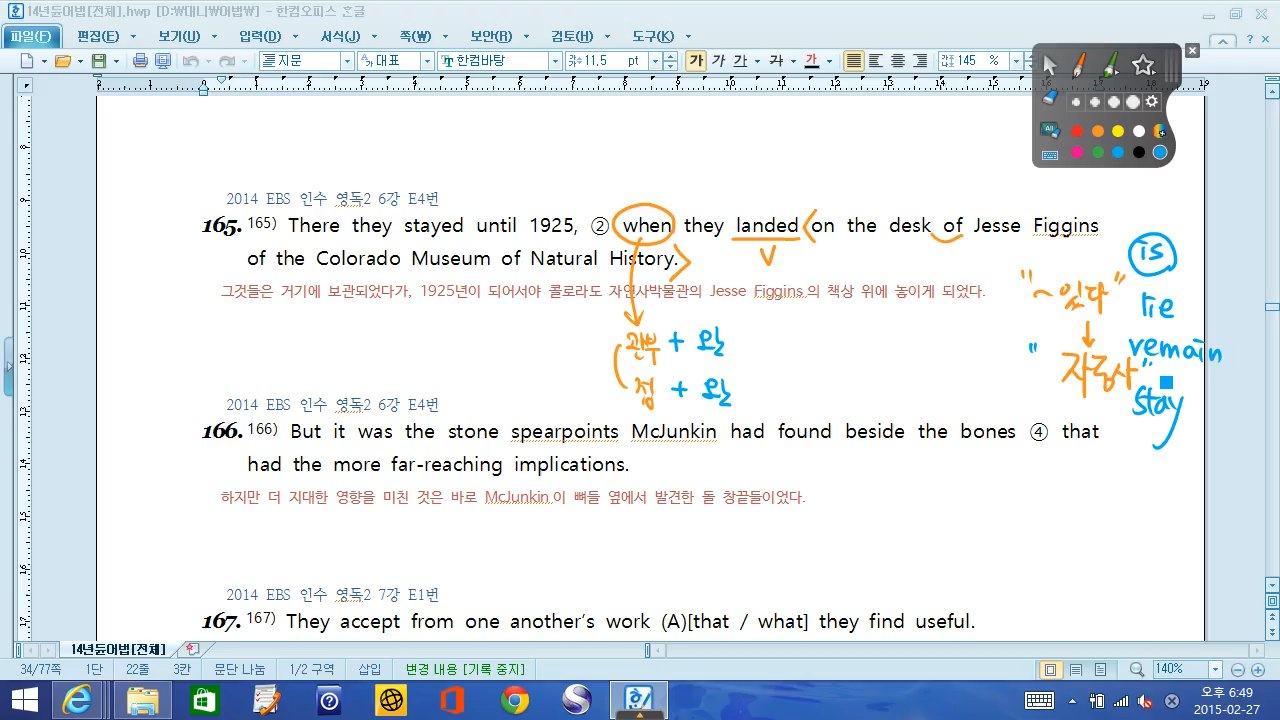 14년듄어법[전체].hwp [D:₩대니₩어법₩] - 한컴오피스 흔글
파일(F) 편집(E) 보기(U) 입력(D) 서식(J) 쪽(W) 보안(R) 검토(H) 도구(K)
지문 대표 한컴바탕 11.5 pt 가 가 가 가 가 145 %
2014 EBS 인수 영독2 6강 E4번
165. 165) There they stayed until 1925, ② when they landed on the desk of Jesse Figgins
of the Colorado Museum of Natural History.
그것들은 거기에 보관되었다가, 1925년이 되어서야 콜로라도 자연사박물관의 Jesse Figgins의 책상 위에 놓이게 되었다.
V
관부 + 완
접 + 완
is
"~있다"
lie
remain
"자동사"
stay
2014 EBS 인수 영독2 6강 E4번
166. 166) But it was the stone spearpoints McJunkin had found beside the bones ④ that
had the more far-reaching implications.
하지만 더 지대한 영향을 미친 것은 바로 McJunkin이 뼈들 옆에서 발견한 돌 창끝들이었다.
2014 EBS 인수 영독2 7강 E1번
167. 167) They accept from one another's work (A)[that / what] they find useful.
14년듄어법[전체]
34/77쪽 1단 22줄 3칸 문단 나눔 1/2 구역 삽입 변경 내용 [기록 중지] 140%
오후 6:49
2015-02-27